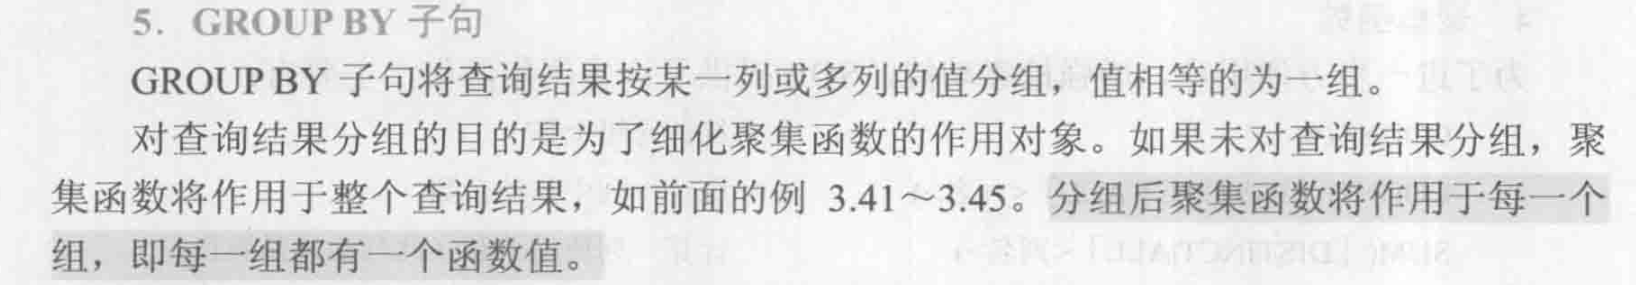 5. GROUP BY 子句
GROUP BY 子句将查询结果按某一列或多列的值分组，值相等的为一组。
对查询结果分组的目的是为了细化聚集函数的作用对象。如果未对查询结果分组，聚
集函数将作用于整个查询结果，如前面的例 3.41～3.45。分组后聚集函数将作用于每一个
组，即每一组都有一个函数值。